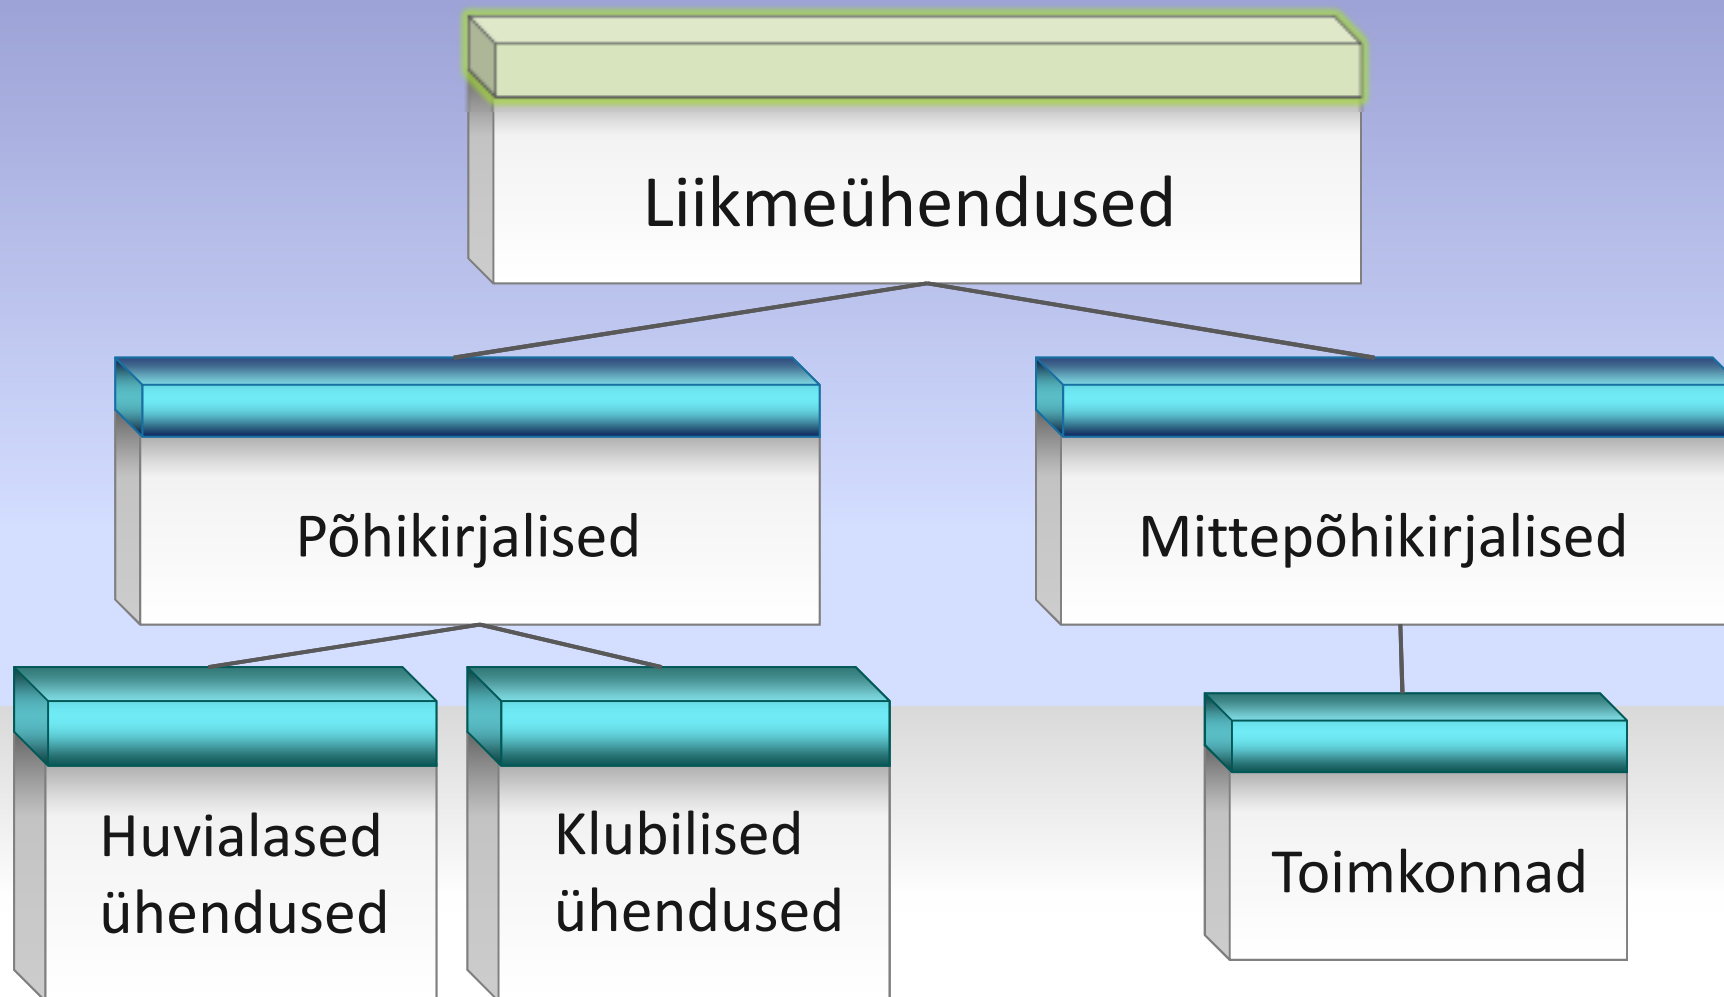 Liikmeühendused
Põhikirjalised
Mittepõhikirjalised
Huvialased
ühendused
Klubilised
ühendused
Toimkonnad